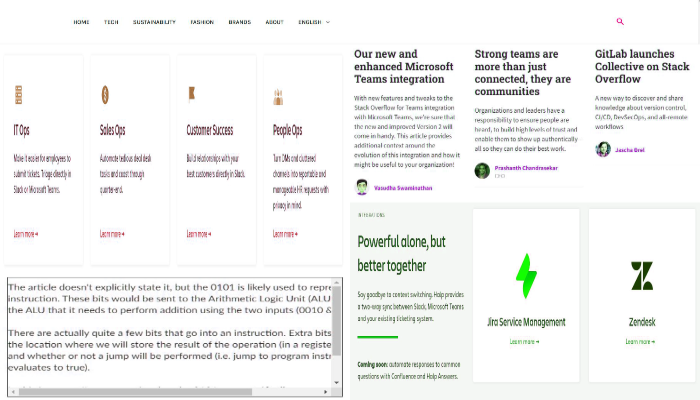 HOME TECH SUSTAINABILITY FASHION BRANDS ABOUT ENGLISH
IT Ops
Make it easier for employees to
submit tickets. Triage directly in
Slack or Microsoft Teams.
Learn more →
Sales Ops
Automate tedious deal desk
tasks and coast through
quarter-end.
Learn more →
Customer Success
Build relationships with your
best customers directly in Slack.
Learn more →
People Ops
Turn DMs and cluttered
channels into reportable and
manageable HR requests with
privacy in mind.
Learn more →
The article doesn't explicitly state it, but the 0101 is likely used to repre
instruction. These bits would be sent to the Arithmetic Logic Unit (ALU
the ALU that it needs to perform addition using the two inputs (0010 &
There are actually quite a few bits that go into an instruction. Extra bits
the location where we will store the result of the operation (in a registe
and whether or not a jump will be performed (i.e. jump to program instr
evaluates to true).
Our new and
enhanced Microsoft
Teams integration
With new features and tweaks to the
Stack Overflow for Teams integration
with Microsoft Teams, we're sure that
the new and improved Version 2 will
come in handy. This article provides
additional context around the
evolution of this integration and how it
might be useful to your organization!
Vasudha Swaminathan
Strong teams are
more than just
connected, they are
communities
Organizations and leaders have a
responsibility to ensure people are
heard, to build high levels of trust and
enable them to show up authentically
all so they can do their best work.
Prashanth Chandrasekar
CEO
GitLab launches
Collective on Stack
Overflow
A new way to discover and share
knowledge about version control,
CI/CD, DevSecOps, and all-remote
workflows
Jascha Brel
INTEGRATIONS
Powerful alone, but
better together
Say goodbye to context switching. Halp provides
a two-way sync between Slack, Microsoft Teams
and your existing ticketing system.
Coming soon: automate responses to common
questions with Confluence and Halp Answers.
Jira Service Management
Learn more →
Zendesk
Learn more →